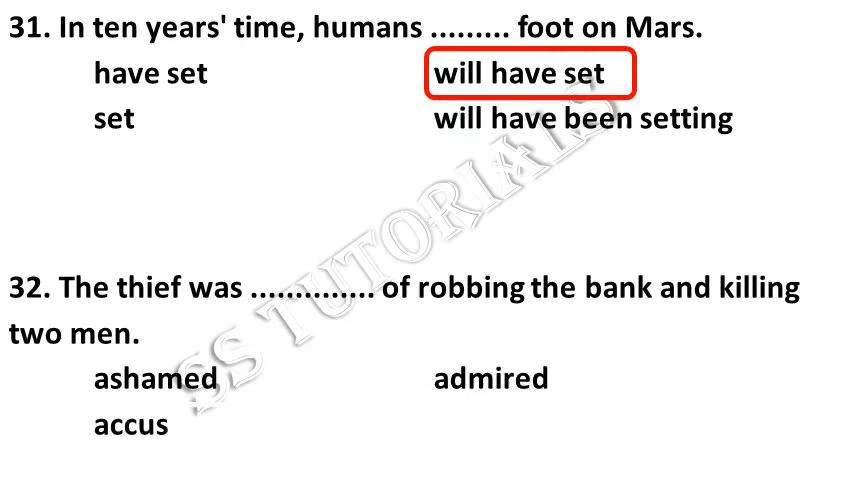 31. In ten years' time, humans ......... foot on Mars.
have set will have set
set will have been setting
SS TUTORIALS
32. The thief was .............. of robbing the bank and killing
two men.
ashamed admired
accus